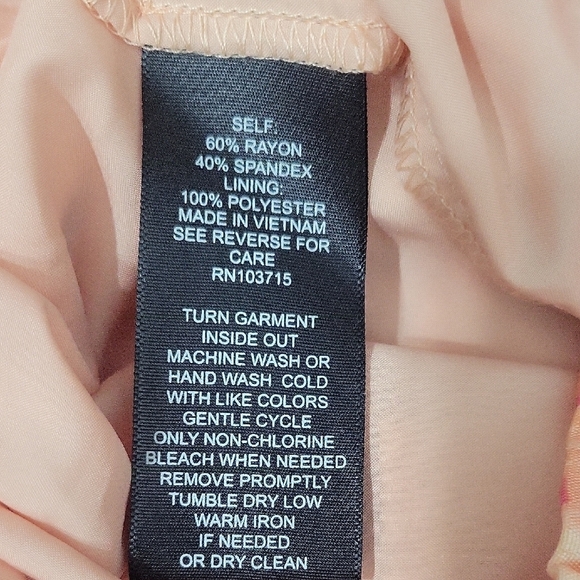 SELF:
60% RAYON
40% SPANDEX
LINING:
100% POLYESTER
MADE IN VIETNAM
SEE REVERSE FOR
CARE
RN103715
TURN GARMENT
INSIDE OUT
MACHINE WASH OR
HAND WASH COLD
WITH LIKE COLORS
GENTLE CYCLE
ONLY NON-CHLORINE
BLEACH WHEN NEEDED
REMOVE PROMPTLY
TUMBLE DRY LOW
WARM IRON
IF NEEDED
OR DRY CLEAN